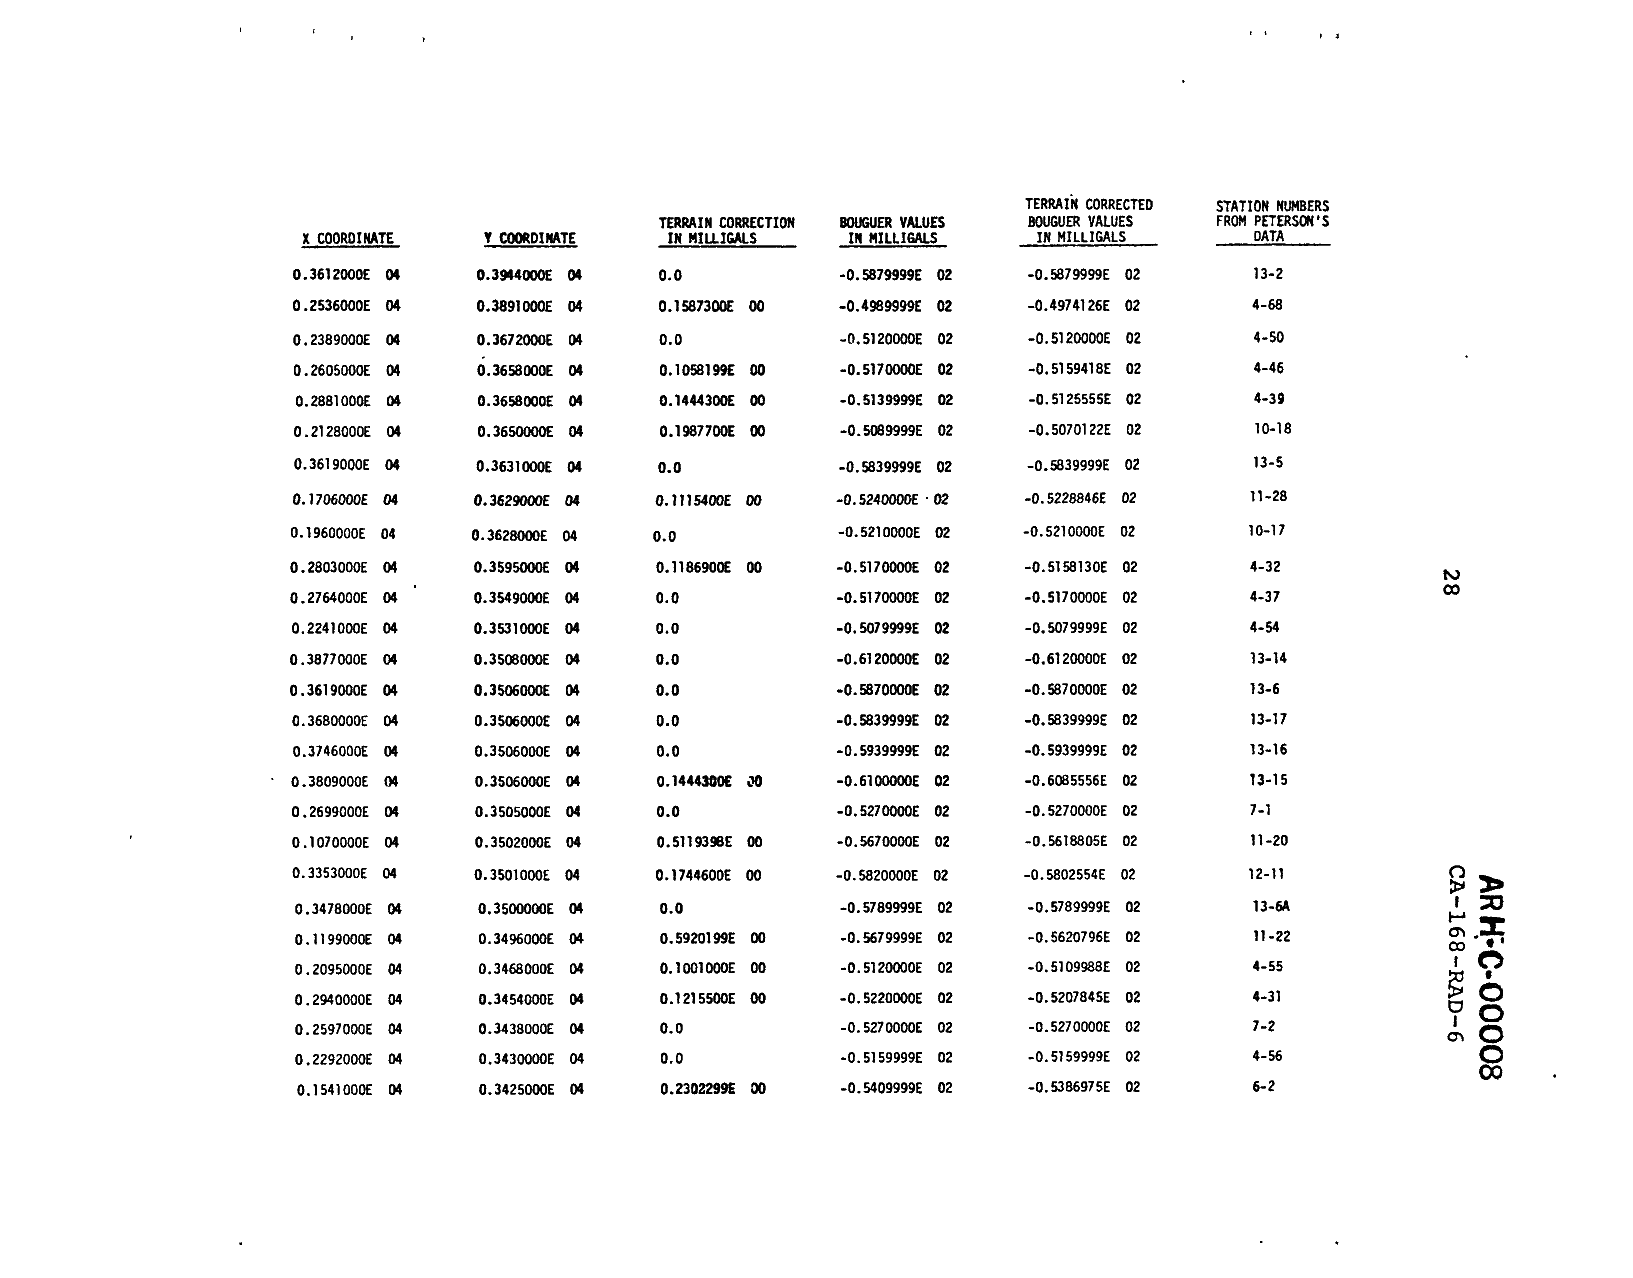 TERRAIN CORRECTED STATION NUMBERS
TERRAIN CORRECTION BOUGUER VALUES BOUGUER VALUES FROM PETERSON'S
X COORDINATE Y COORDINATE IN MILLIGALS IN MILLIGALS IN MILLIGALS DATA
0.3612000E 04 0.3944000E 04 0.0 -0.5879999E 02 -0.5879999E 02 13-2
0.2536000E 04 0.3891000E 04 0.1587300E 00 -0.4989999E 02 -0.4974126E 02 4-68
0.2389000E 04 0.3672000E 04 0.0 -0.5120000E 02 -0.5120000E 02 4-50
0.2605000E 04 0.3658000E 04 0.1058199E 00 -0.5170000E 02 -0.5159418E 02 4-46
0.2881000E 04 0.3658000E 04 0.1444300E 00 -0.5139999E 02 -0.5125555E 02 4-39
0.2128000E 04 0.3650000E 04 0.1987700E 00 -0.5089999E 02 -0.5070122E 02 10-18
0.3619000E 04 0.3631000E 04 0.0 -0.5839999E 02 -0.5839999E 02 13-5
0.1706000E 04 0.3629000E 04 0.1115400E 00 -0.5240000E 02 -0.5228846E 02 11-28
0.1960000E 04 0.3628000E 04 0.0 -0.5210000E 02 -0.5210000E 02 10-17
0.2803000E 04 0.3595000E 04 0.1186900E 00 -0.5170000E 02 -0.5158130E 02 4-32
0.2764000E 04 0.3549000E 04 0.0 -0.5170000E 02 -0.5170000E 02 4-37
0.2241000E 04 0.3531000E 04 0.0 -0.5079999E 02 -0.5079999E 02 4-54
0.3877000E 04 0.3508000E 04 0.0 -0.6120000E 02 -0.6120000E 02 13-14
0.3619000E 04 0.3506000E 04 0.0 -0.5870000E 02 -0.5870000E 02 13-6
0.3680000E 04 0.3506000E 04 0.0 -0.5839999E 02 -0.5839999E 02 13-17
0.3746000E 04 0.3506000E 04 0.0 -0.5939999E 02 -0.5939999E 02 13-16
0.3809000E 04 0.3506000E 04 0.1444300E 00 -0.6100000E 02 -0.6085556E 02 13-15
0.2699000E 04 0.3505000E 04 0.0 -0.5270000E 02 -0.5270000E 02 7-1
0.1070000E 04 0.3502000E 04 0.5119398E 00 -0.5670000E 02 -0.5618805E 02 11-20
0.3353000E 04 0.3501000E 04 0.1744600E 00 -0.5820000E 02 -0.5802554E 02 12-11
0.3478000E 04 0.3500000E 04 0.0 -0.5789999E 02 -0.5789999E 02 13-6A
0.1199000E 04 0.3496000E 04 0.5920199E 00 -0.5679999E 02 -0.5620796E 02 11-22
0.2095000E 04 0.3468000E 04 0.1001000E 00 -0.5120000E 02 -0.5109988E 02 4-55
0.2940000E 04 0.3454000E 04 0.1215500E 00 -0.5220000E 02 -0.5207845E 02 4-31
0.2597000E 04 0.3438000E 04 0.0 -0.5270000E 02 -0.5270000E 02 7-2
0.2292000E 04 0.3430000E 04 0.0 -0.5159999E 02 -0.5159999E 02 4-56
0.1541000E 04 0.3425000E 04 0.2302299E 00 -0.5409999E 02 -0.5386975E 02 6-2
28
ARH-C-00008
CA-168-RAD-6